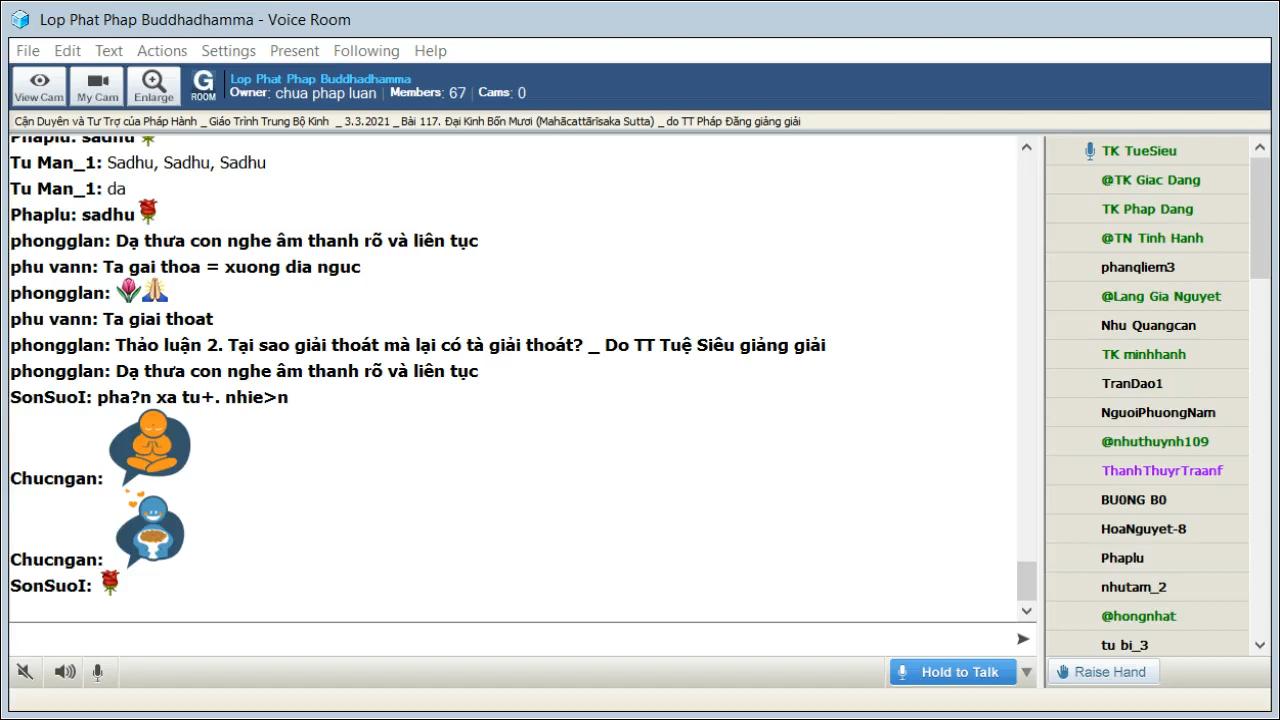 Lop Phat Phap Buddhadhamma - Voice Room
File Edit Text Actions Settings Present Following Help
View Cam My Cam Enlarge G ROOM
Lop Phat Phap Buddhadhamma
Owner: chua phap luan Members: 67 Cams: 0
Cận Duyên và Tư Trợ của Pháp Hành _ Giáo Trình Trung Bộ Kinh _ 3.3.2021 _ Bài 117. Đại Kinh Bốn Mươi (Mahācattārīsaka Sutta) _ do TT Pháp Đăng giảng giải
Phaplu: sadhu
Tu Man_1: Sadhu, Sadhu, Sadhu
Tu Man_1: da
Phaplu: sadhu
phongglan: Dạ thưa con nghe âm thanh rõ và liên tục
phu vann: Ta gai thoa = xuong dia nguc
phongglan:
phu vann: Ta giai thoat
phongglan: Thảo luận 2. Tại sao giải thoát mà lại có tà giải thoát? _ Do TT Tuệ Siêu giảng giải
phongglan: Dạ thưa con nghe âm thanh rõ và liên tục
SonSuoI: pha?n xa tu+. nhie>n
Chucngan:
Chucngan:
SonSuoI:
Hold to Talk
TK TueSieu
@TK Giac Dang
TK Phap Dang
@TN Tinh Hanh
phanqliem3
@Lang Gia Nguyet
Nhu Quangcan
TK minhhanh
TranDao1
NguoiPhuongNam
@nhuthuynh109
ThanhThuyrTraanf
BU0NG B0
HoaNguyet-8
Phaplu
nhutam_2
@hongnhat
tu bi_3
Raise Hand